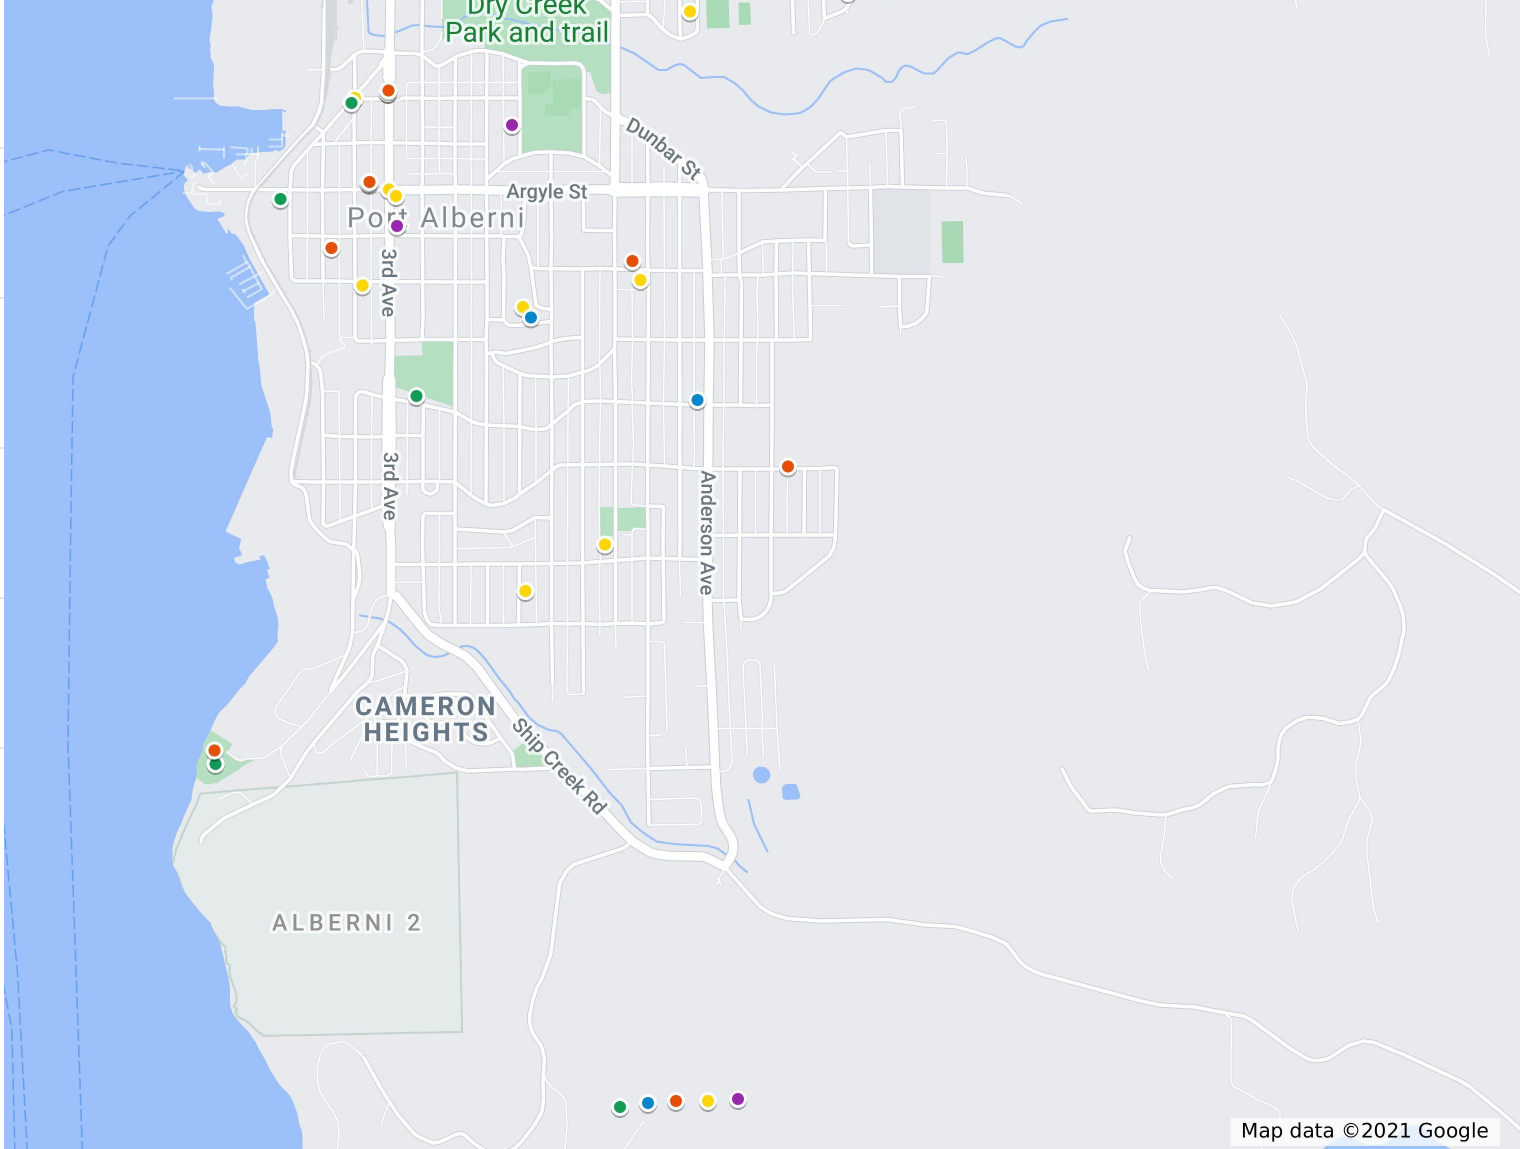 Dry Creek
Park and trail
Dunbar St
Argyle St
Port Alberni
3rd Ave
3rd Ave
Anderson Ave
CAMERON
HEIGHTS
Ship Creek Rd
ALBERNI 2
Map data ©2021 Google